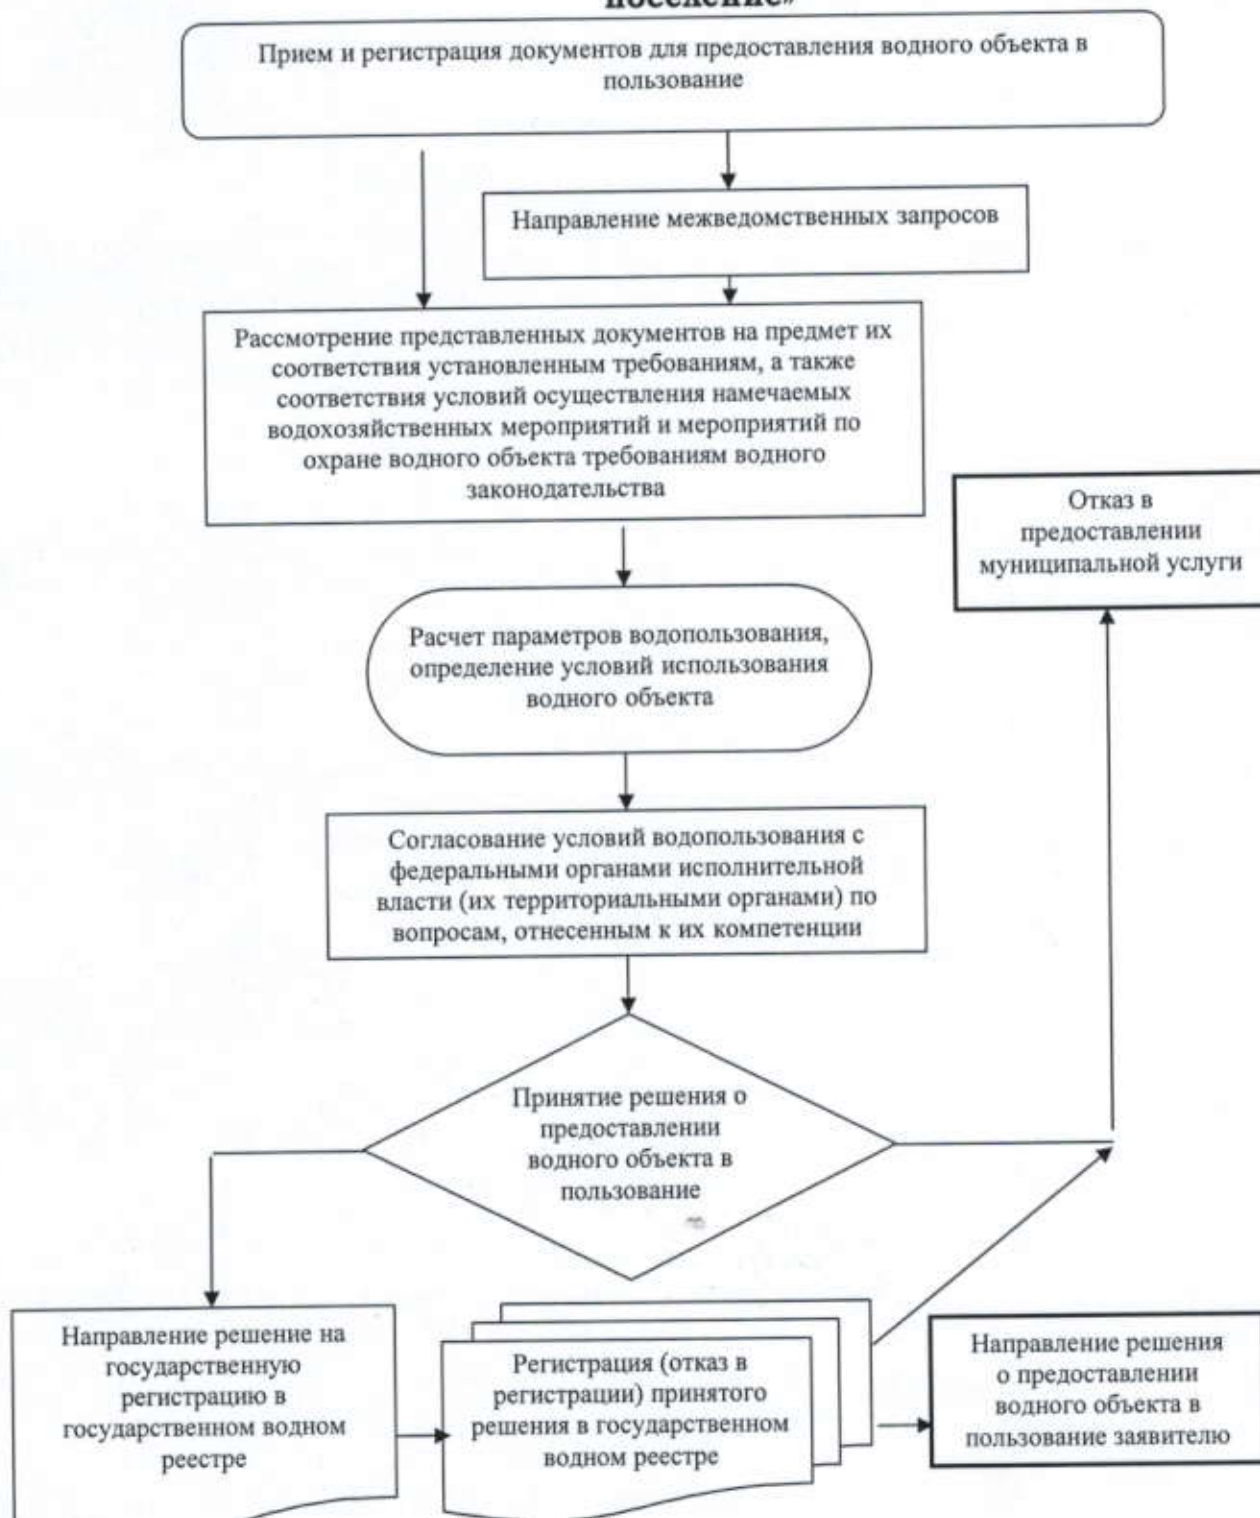 поселение»
Прием и регистрация документов для предоставления водного объекта в
пользование
Направление межведомственных запросов
Рассмотрение представленных документов на предмет их
соответствия установленным требованиям, а также
соответствия условий осуществления намечаемых
водохозяйственных мероприятий и мероприятий по
охране водного объекта требованиям водного
законодательства
Отказ в
предоставлении
муниципальной услуги
Расчет параметров водопользования,
определение условий использования
водного объекта
Согласование условий водопользования с
федеральными органами исполнительной
власти (их территориальными органами) по
вопросам, отнесенным к их компетенции
Принятие решения о
предоставлении
водного объекта в
пользование
Направление решение на
государственную
регистрацию в
государственном водном
реестре
Регистрация (отказ в
регистрации) принятого
решения в государственном
водном реестре
Направление решения
о предоставлении
водного объекта в
пользование заявителю